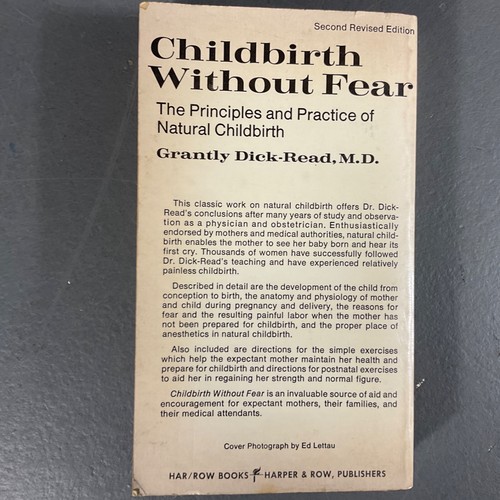 Second Revised Edition
Childbirth
Without Fear
The Principles and Practice of
Natural Childbirth
Grantly Dick-Read, M.D.
This classic work on natural childbirth offers Dr. Dick-
Read's conclusions after many years of study and observa-
tion as a physician and obstetrician. Enthusiastically
endorsed by mothers and medical authorities, natural child-
birth enables the mother to see her baby born and hear its
first cry. Thousands of women have successfully followed
Dr. Dick-Read's teaching and have experienced relatively
painless childbirth.
Described in detail are the development of the child from
conception to birth, the anatomy and physiology of mother
and child during pregnancy and delivery, the reasons for
fear and the resulting painful labor when the mother has
not been prepared for childbirth, and the proper place of
anesthetics in natural childbirth.
Also included are directions for the simple exercises
which help the expectant mother maintain her health and
prepare for childbirth and directions for postnatal exercises
to aid her in regaining her strength and normal figure.
Childbirth Without Fear is an invaluable source of aid and
encouragement for expectant mothers, their families, and
their medical attendants.
Cover Photograph by Ed Lettau
HAR/ROW BOOKS HARPER & ROW, PUBLISHERS